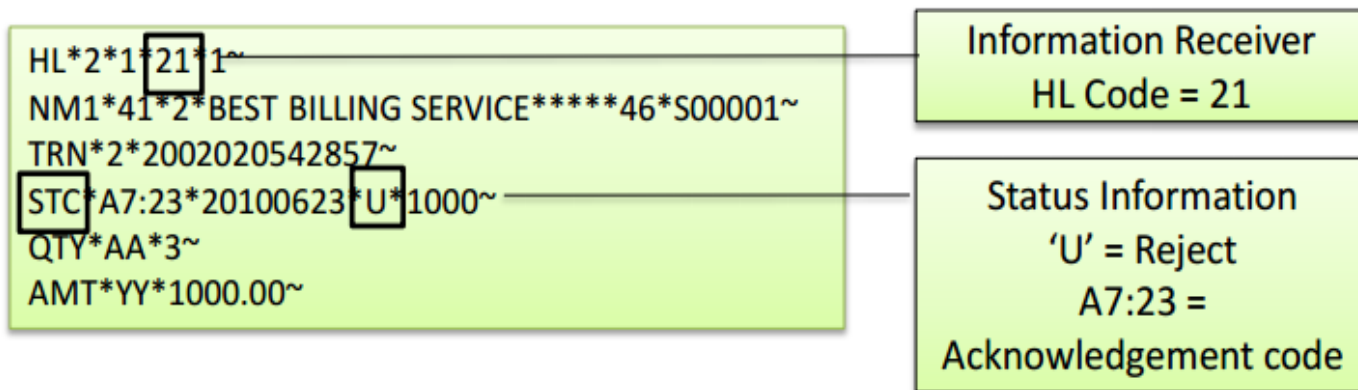 HL*2*1*21*1~
NM1*41*2*BEST BILLING SERVICE*****46*S00001~
TRN*2*2002020542857~
STC*A7:23*20100623*U*1000~
QTY*AA*3~
AMT*YY*1000.00~
Information Receiver
HL Code = 21
Status Information
‘U’ = Reject
A7:23 =
Acknowledgement code